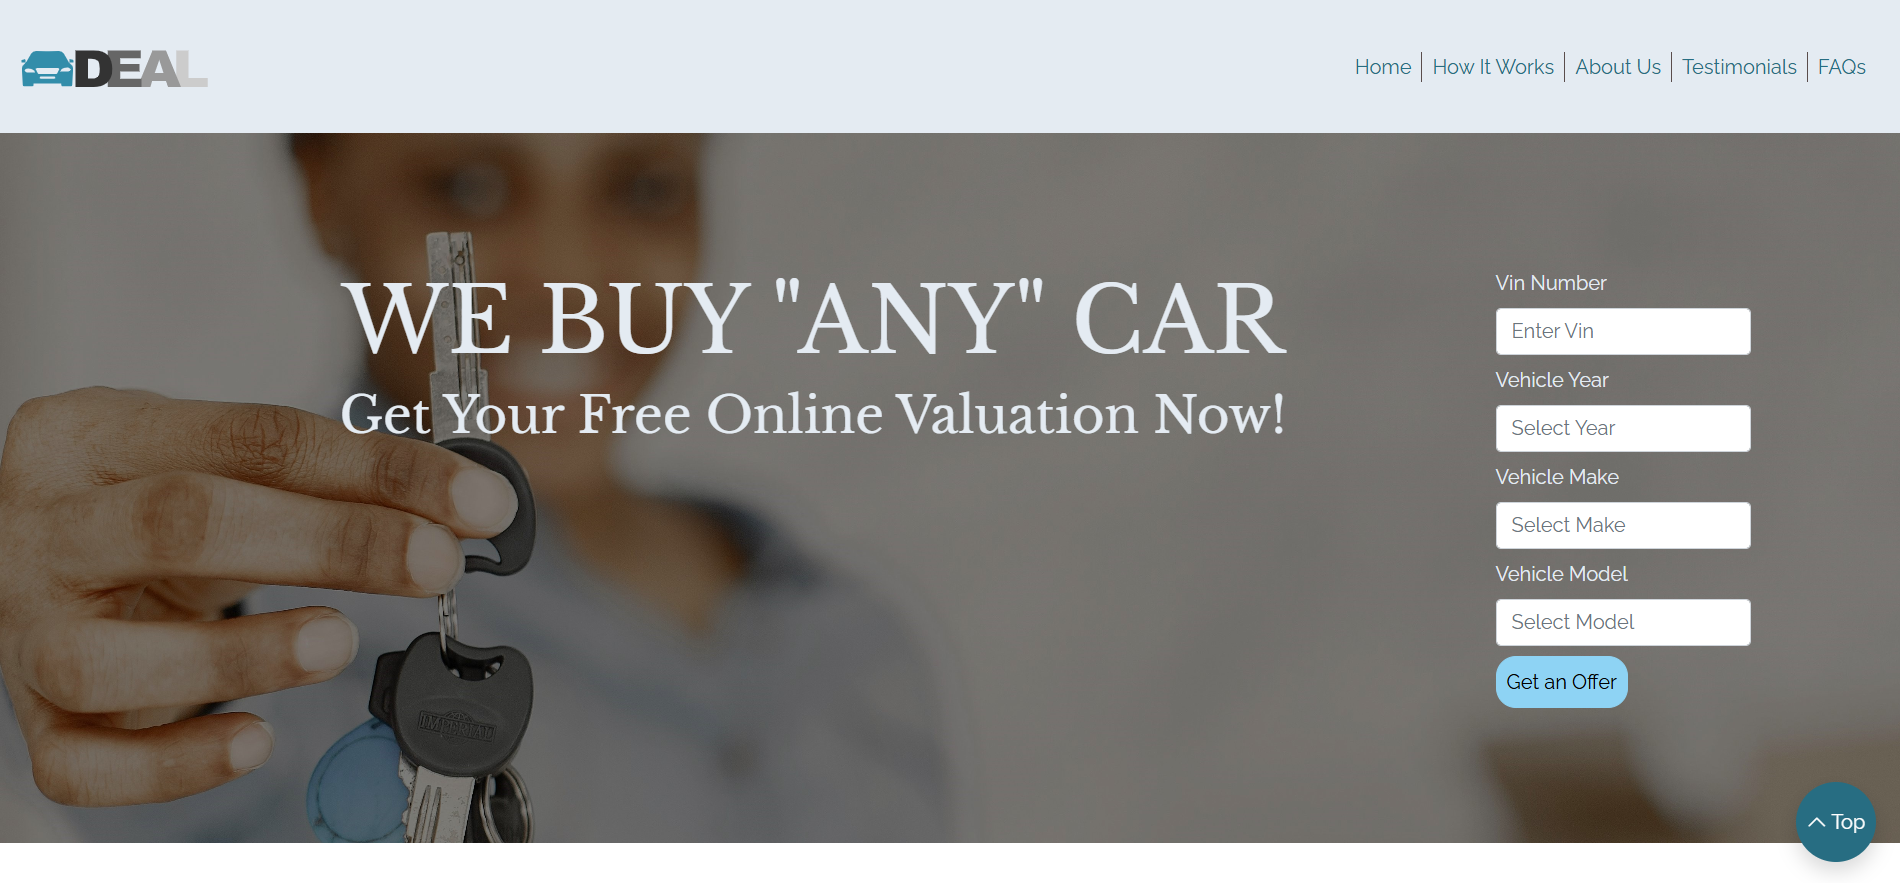 DEAL
Home
How It Works
About Us
Testimonials
FAQs
WE BUY "ANY" CAR
Get Your Free Online Valuation Now!
Vin Number
Enter Vin
Vehicle Year
Select Year
Vehicle Make
Select Make
Vehicle Model
Select Model
Get an Offer
IMPERIAL
Top